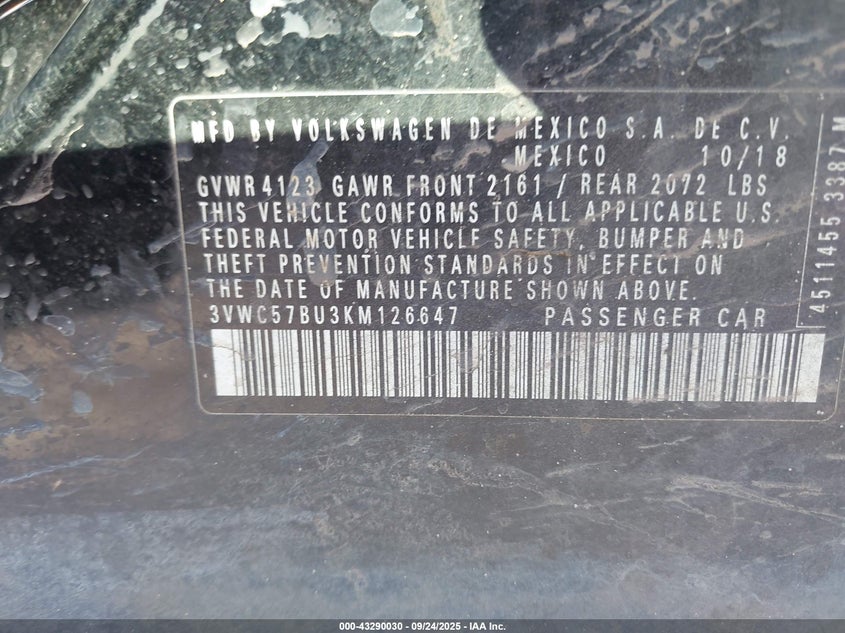 MFD BY VOLKSWAGEN DE MEXICO S.A. DE C.V.
MEXICO 10/18
GVWR 4123 GAWR FRONT 2161 / REAR 2072 LBS
THIS VEHICLE CONFORMS TO ALL APPLICABLE U.S.
FEDERAL MOTOR VEHICLE SAFETY, BUMPER AND
THEFT PREVENTION STANDARDS IN EFFECT ON
THE DATE OF MANUFACTURE SHOWN ABOVE.
3VWC57BU3KM126647 PASSENGER CAR
4511455 3387 M
000-43290030 - 09/24/2025 - IAA Inc.